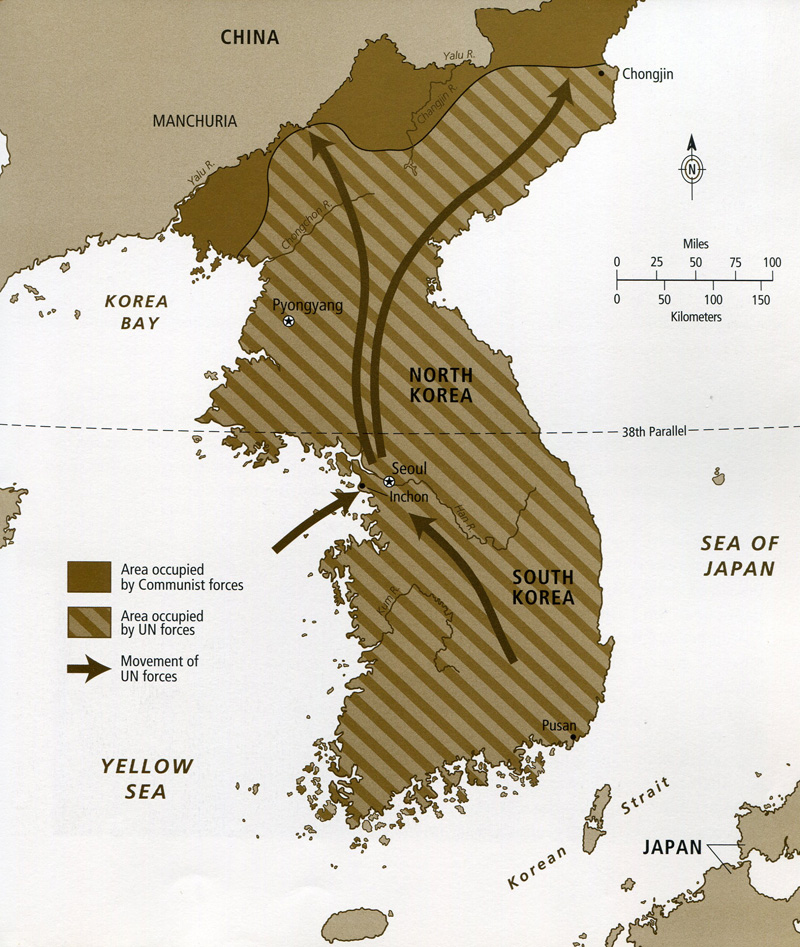 CHINA
Yalu R.
Chongjin
Changjin R.
MANCHURIA
Yalu R.
N
Chongchon R.
Miles
0 25 50 75 100
0 50 100 150
Kilometers
KOREA
BAY
Pyongyang
NORTH
KOREA
38th Parallel
Seoul
Inchon
Han R.
SEA OF
JAPAN
SOUTH
KOREA
Area occupied
by Communist forces
Area occupied
by UN forces
Kum R.
Movement of
UN forces
Pusan
YELLOW
SEA
Korean Strait
JAPAN